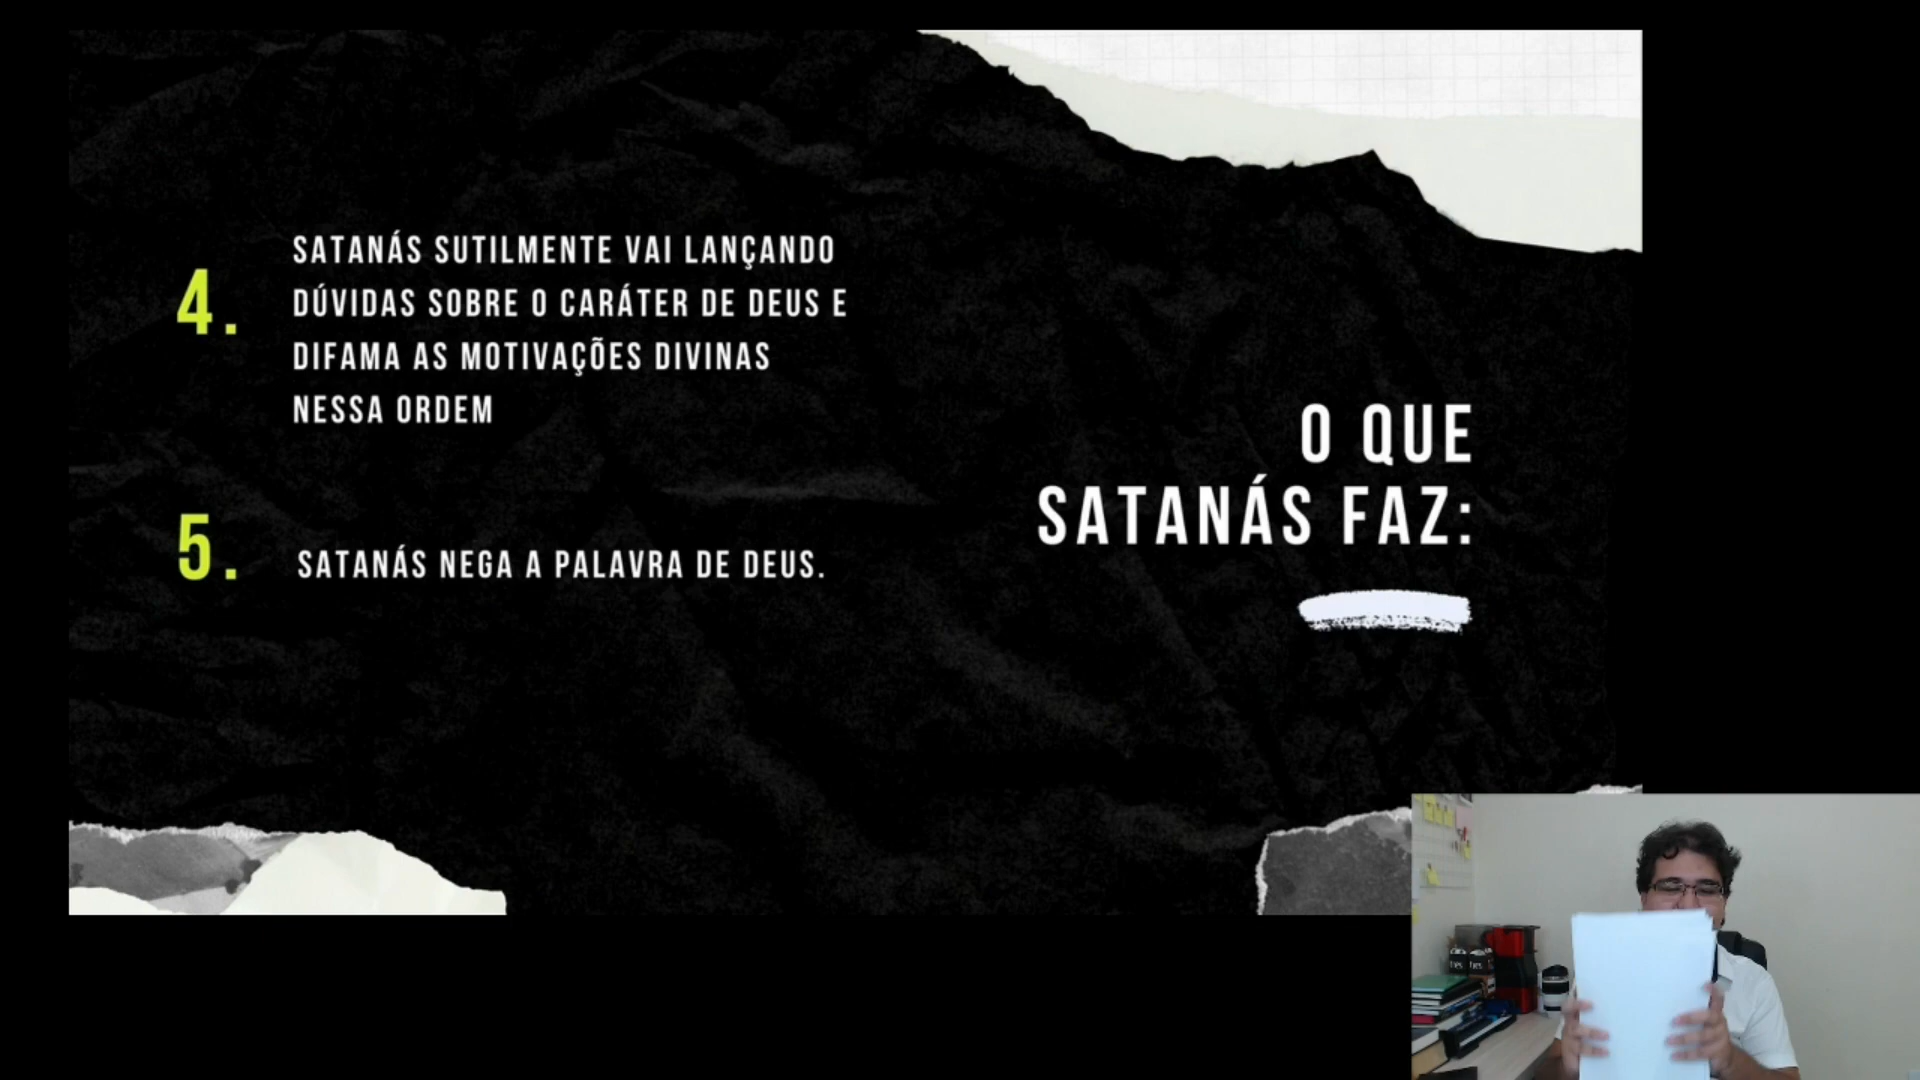 4.
SATANÁS SUTILMENTE VAI LANÇANDO
DÚVIDAS SOBRE O CARÁTER DE DEUS E
DIFAMA AS MOTIVAÇÕES DIVINAS
NESSA ORDEM
5.
SATANÁS NEGA A PALAVRA DE DEUS.
O QUE
SATANÁS FAZ: